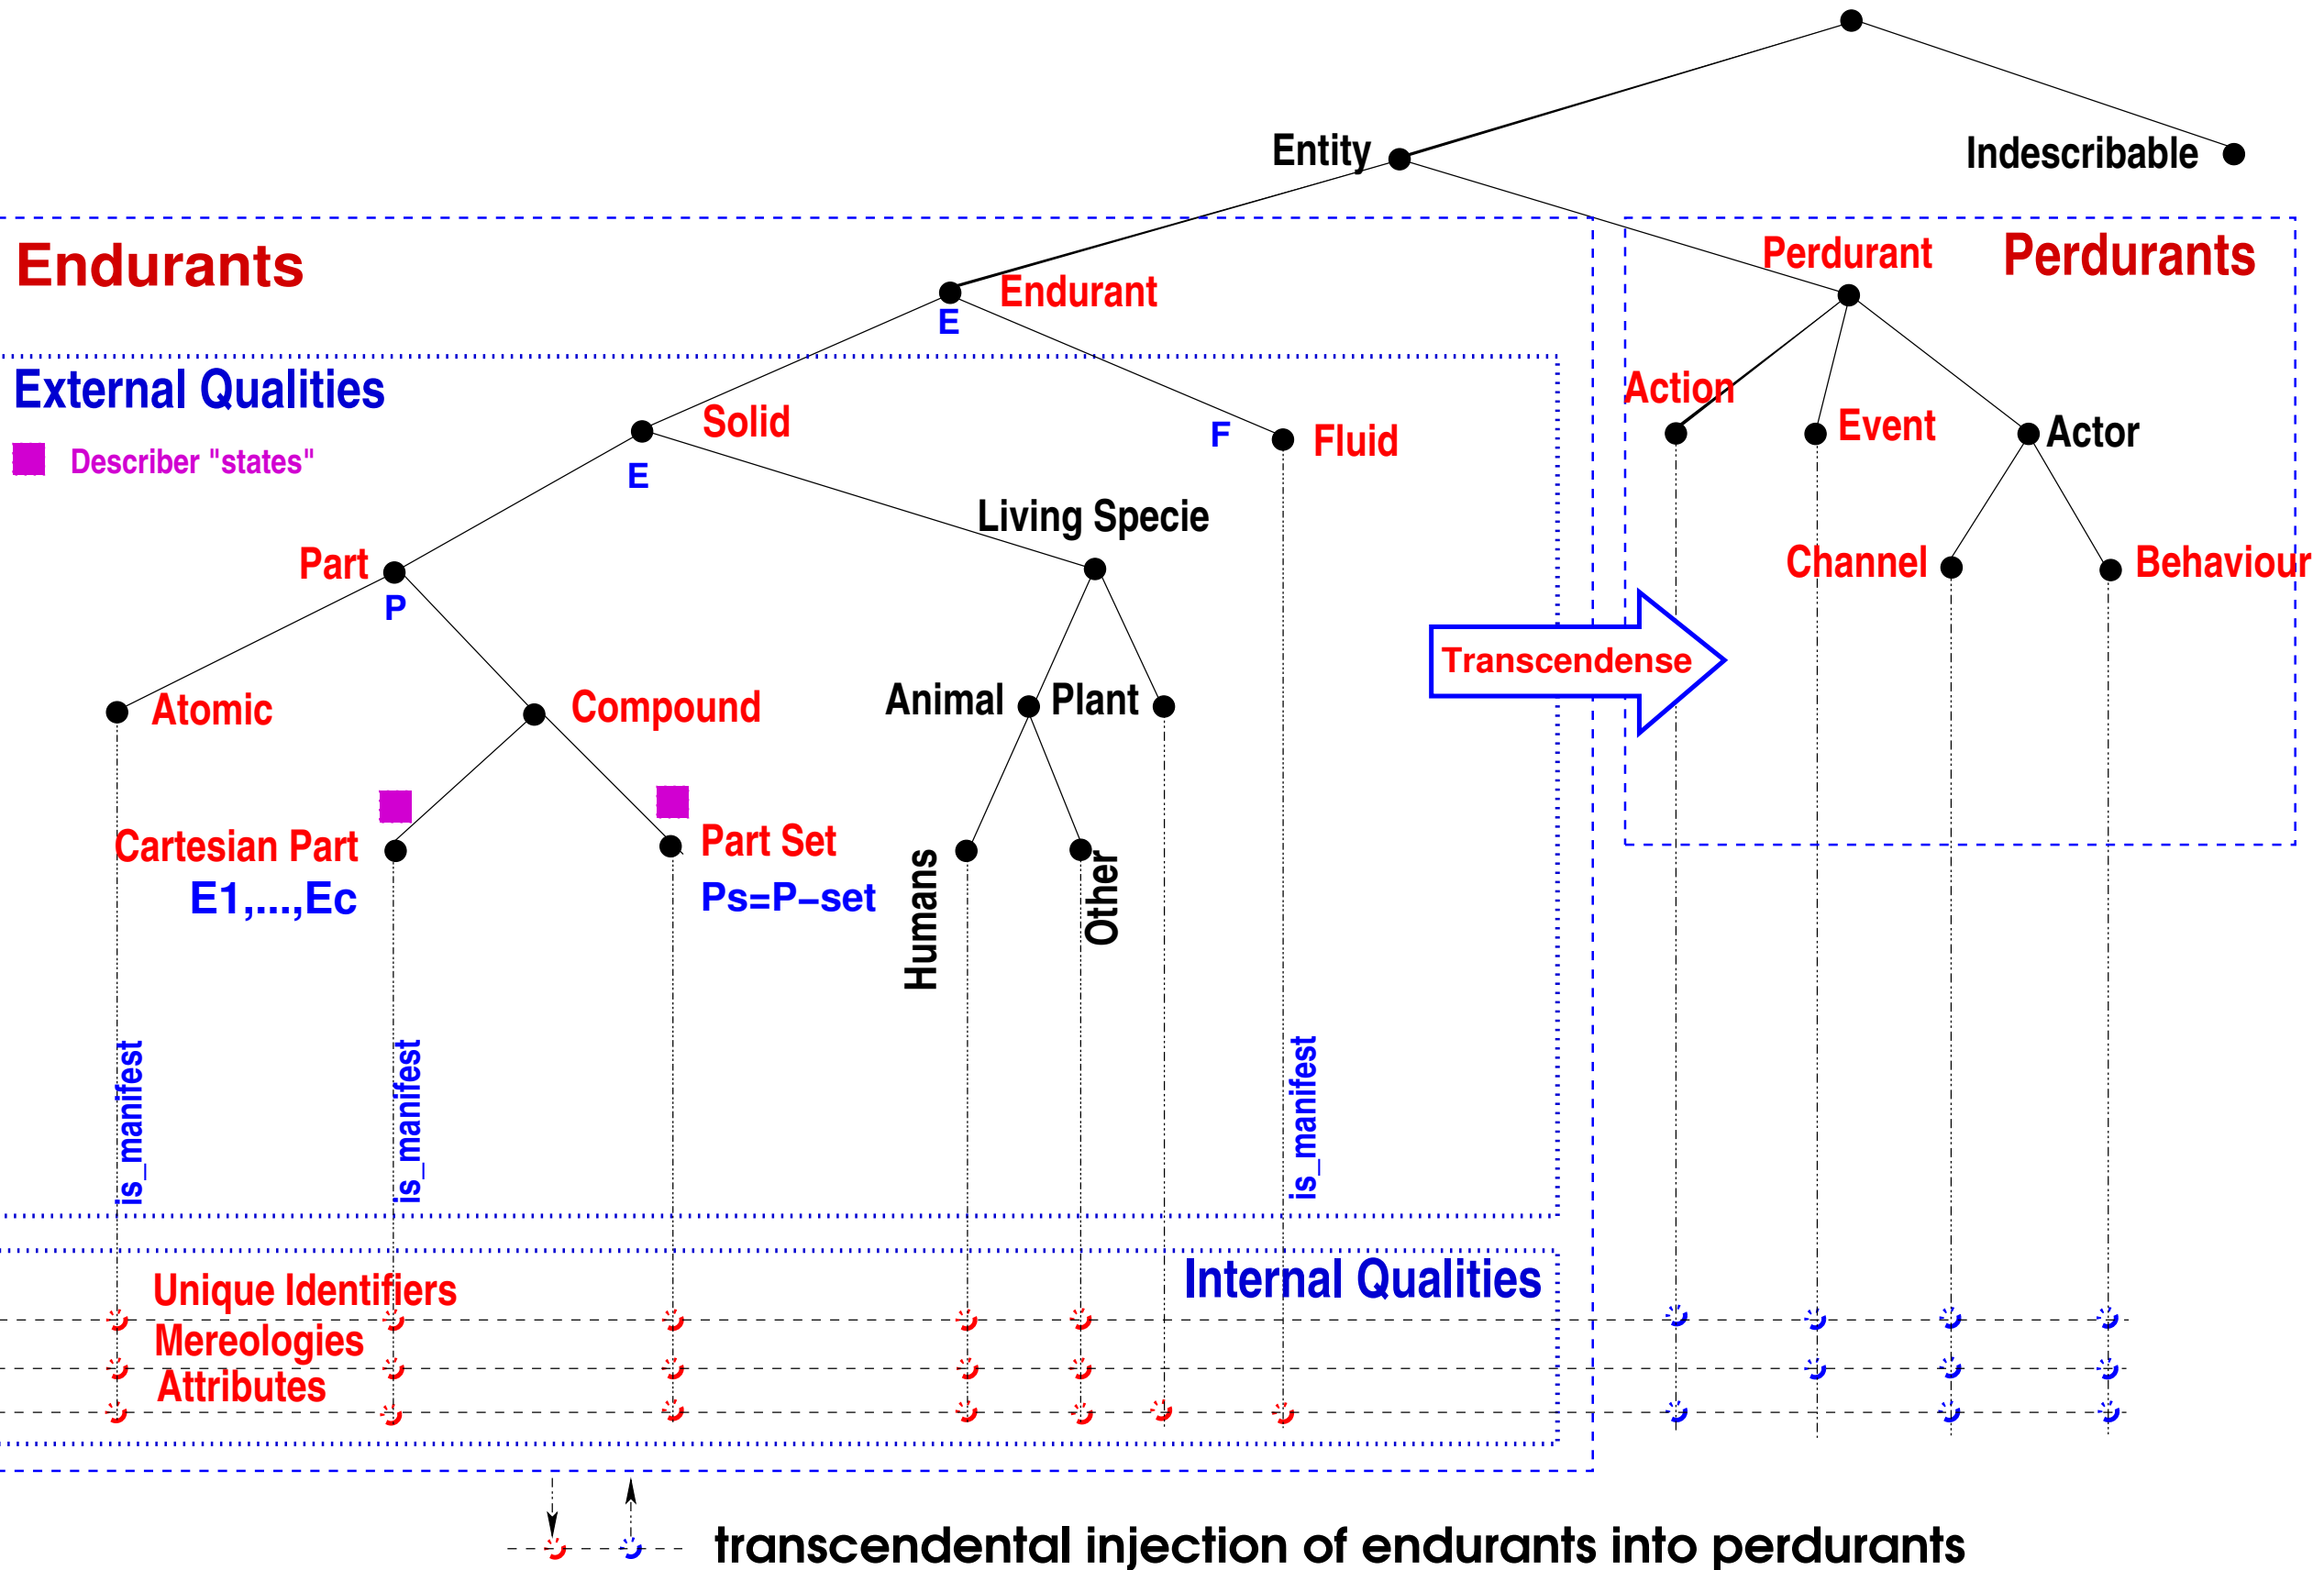 Entity
Indescribable
Endurants
Perdurant
Perdurants
Endurant
E
External Qualities
Action
Solid
F
Fluid
Event
Actor
Describer "states"
E
Living Specie
Part
Channel
Behaviour
P
Transcendense
Atomic
Compound
Animal
Plant
Cartesian Part
Part Set
E1,...,Ec
Ps=P−set
Humans
Other
is_manifest
is_manifest
is_manifest
Unique Identifiers
Internal Qualities
Mereologies
Attributes
transcendental injection of endurants into perdurants